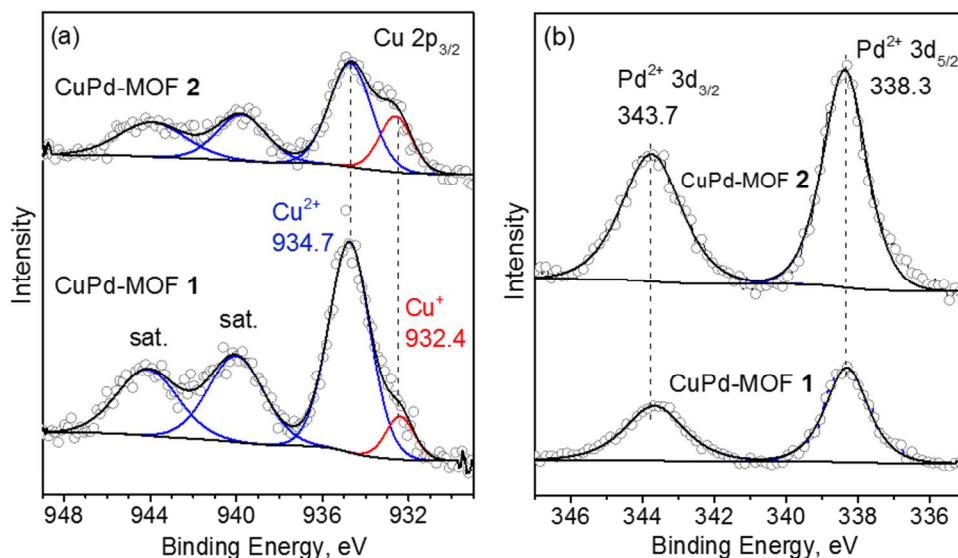 (a)
Cu 2p3/2
CuPd-MOF 2
Cu2+
934.7
CuPd-MOF 1
sat.
sat.
Cu+
932.4
Intensity
948
944
940
936
932
Binding Energy, eV
(b)
Pd2+ 3d3/2
343.7
Pd2+ 3d5/2
338.3
CuPd-MOF 2
CuPd-MOF 1
Intensity
346
344
342
340
338
336
Binding Energy, eV